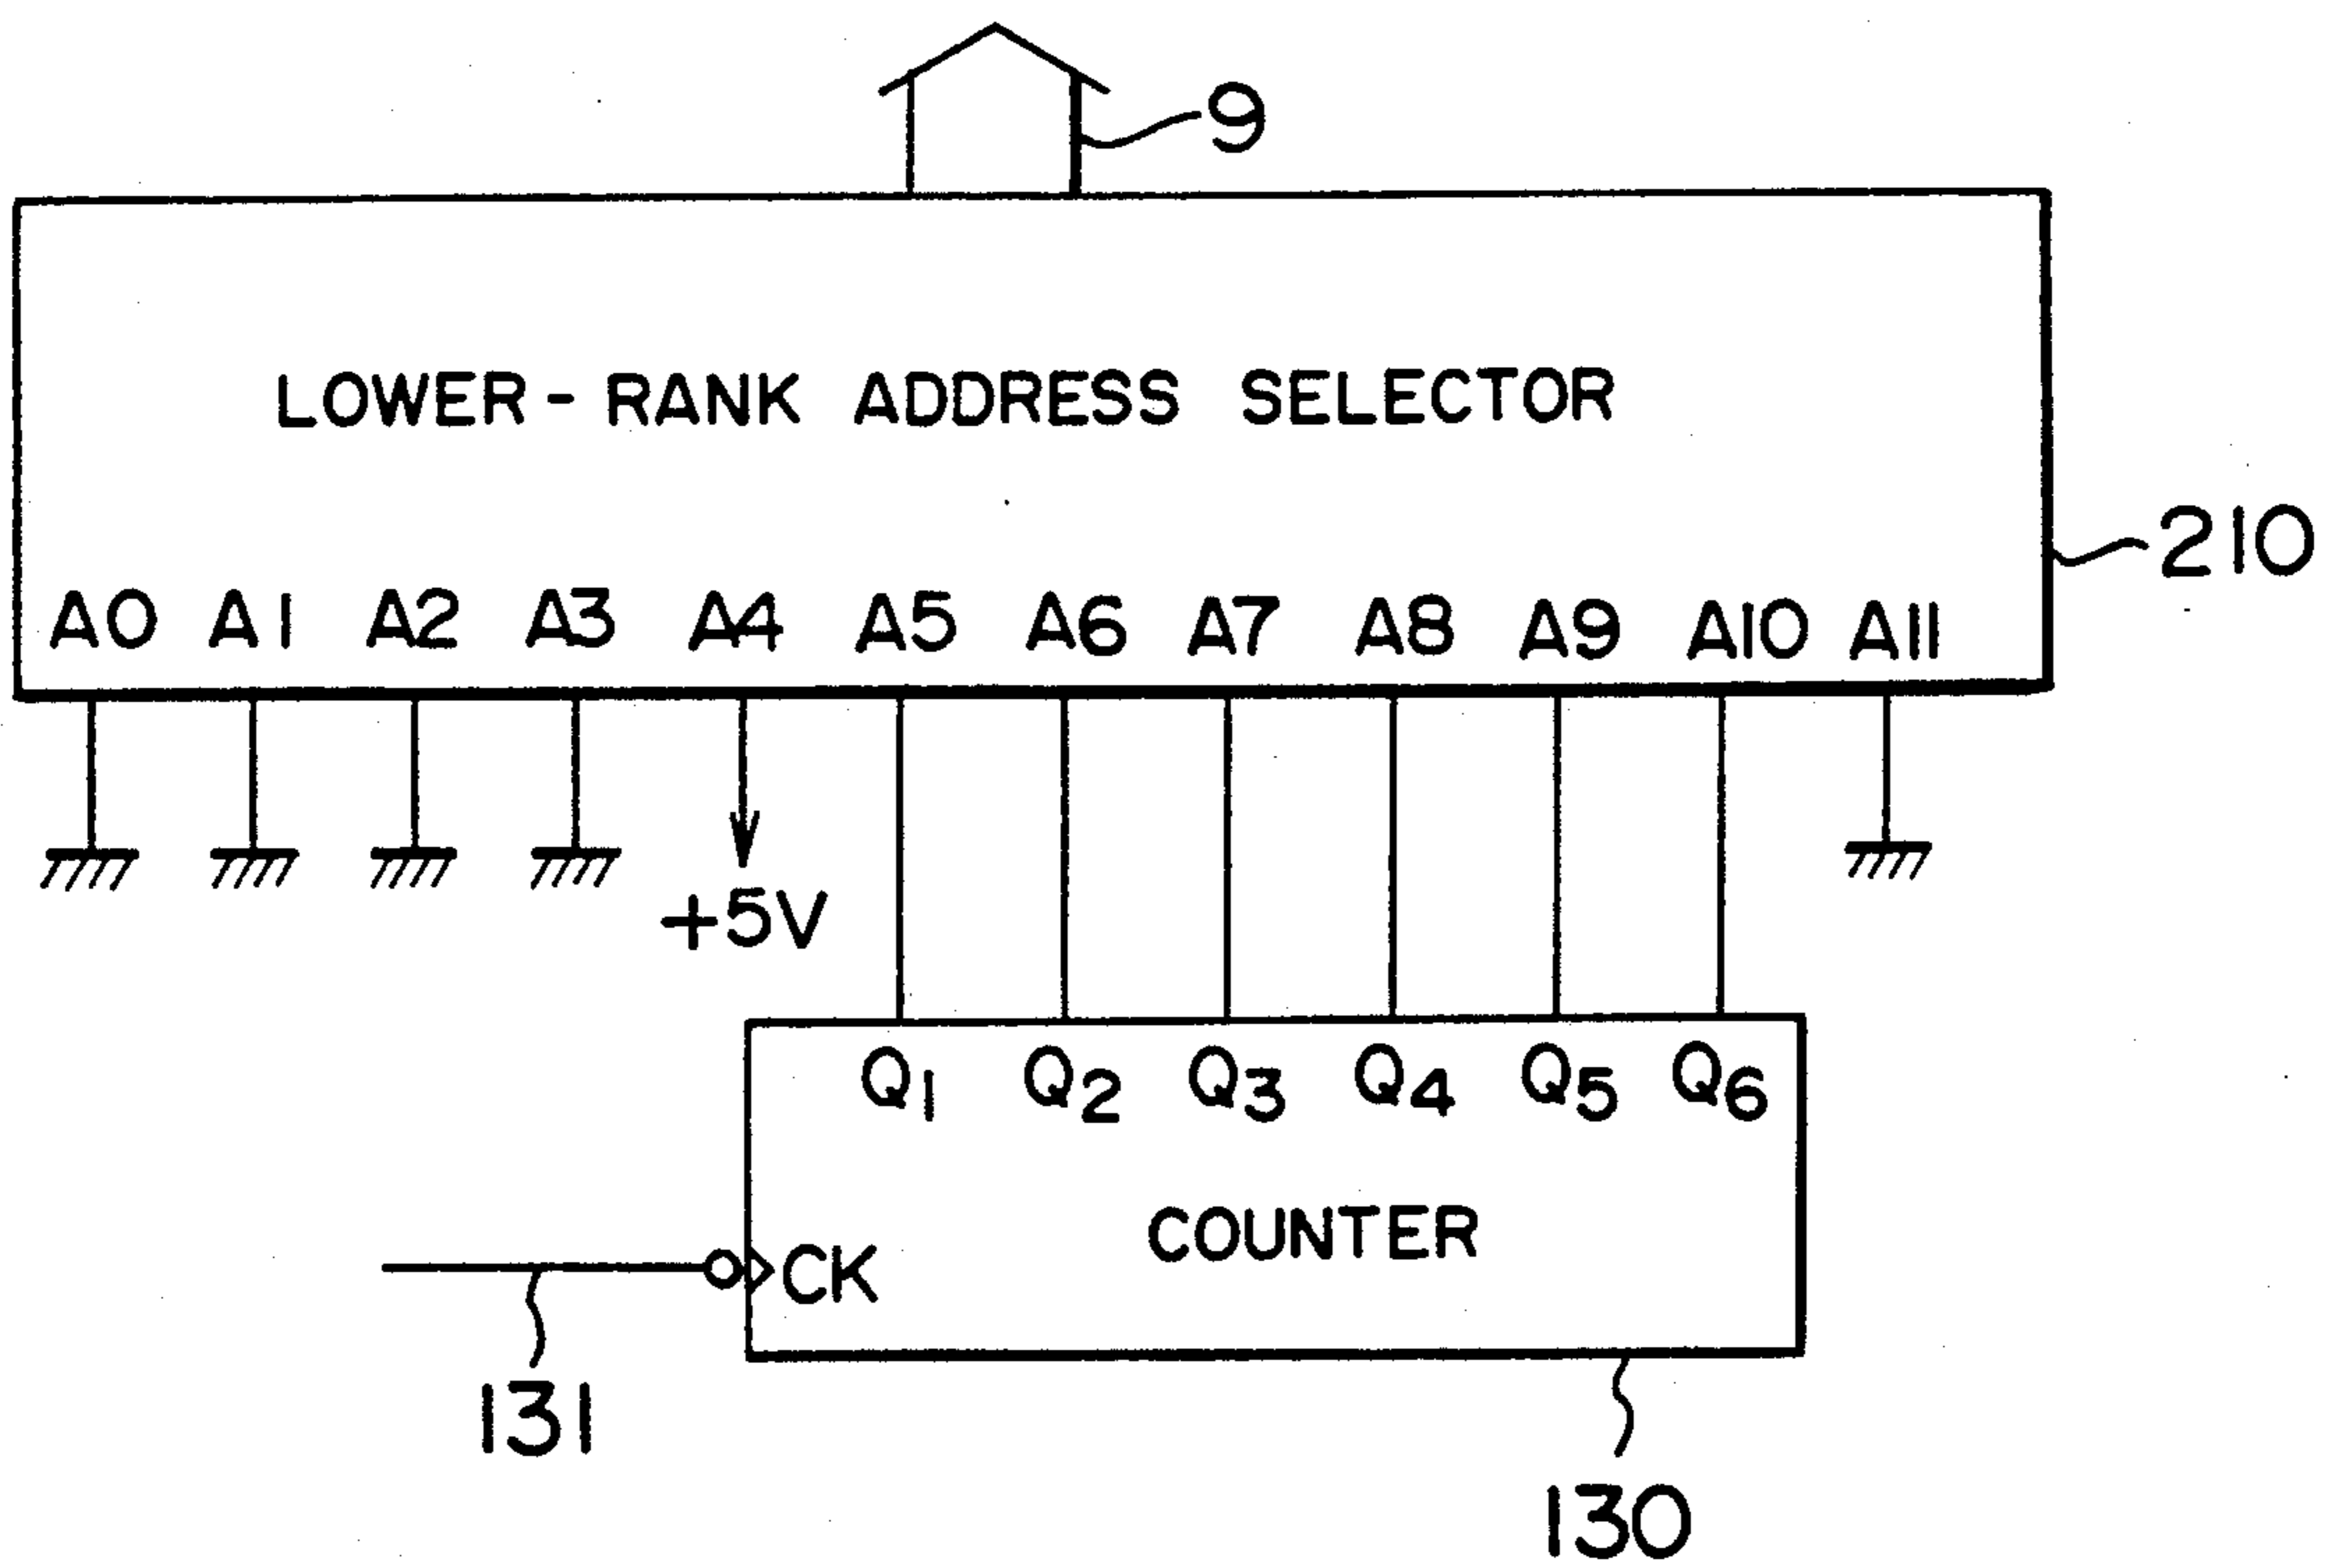 9
LOWER-RANK ADDRESS SELECTOR
210
A0 A1 A2 A3 A4 A5 A6 A7 A8 A9 A10 A11
+5V
Q1 Q2 Q3 Q4 Q5 Q6
COUNTER
CK
131
130